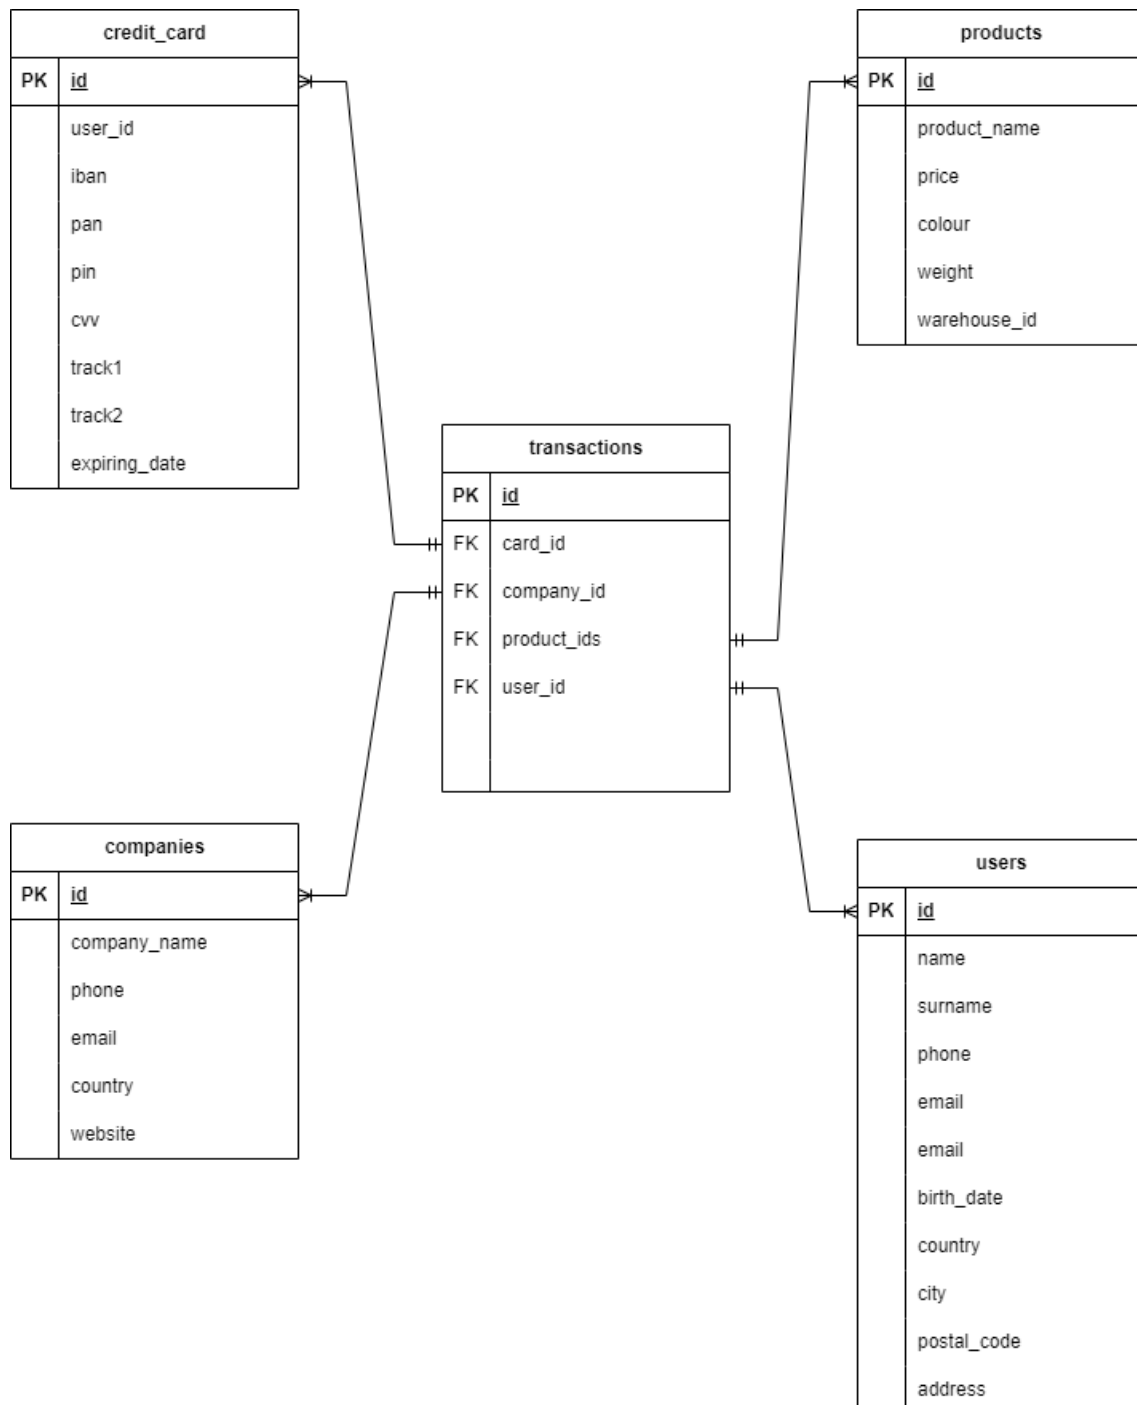 credit_card
PK id
user_id
iban
pan
pin
cvv
track1
track2
expiring_date
products
PK id
product_name
price
colour
weight
warehouse_id
transactions
PK id
FK card_id
FK company_id
FK product_ids
FK user_id
companies
PK id
company_name
phone
email
country
website
users
PK id
name
surname
phone
email
email
birth_date
country
city
postal_code
address